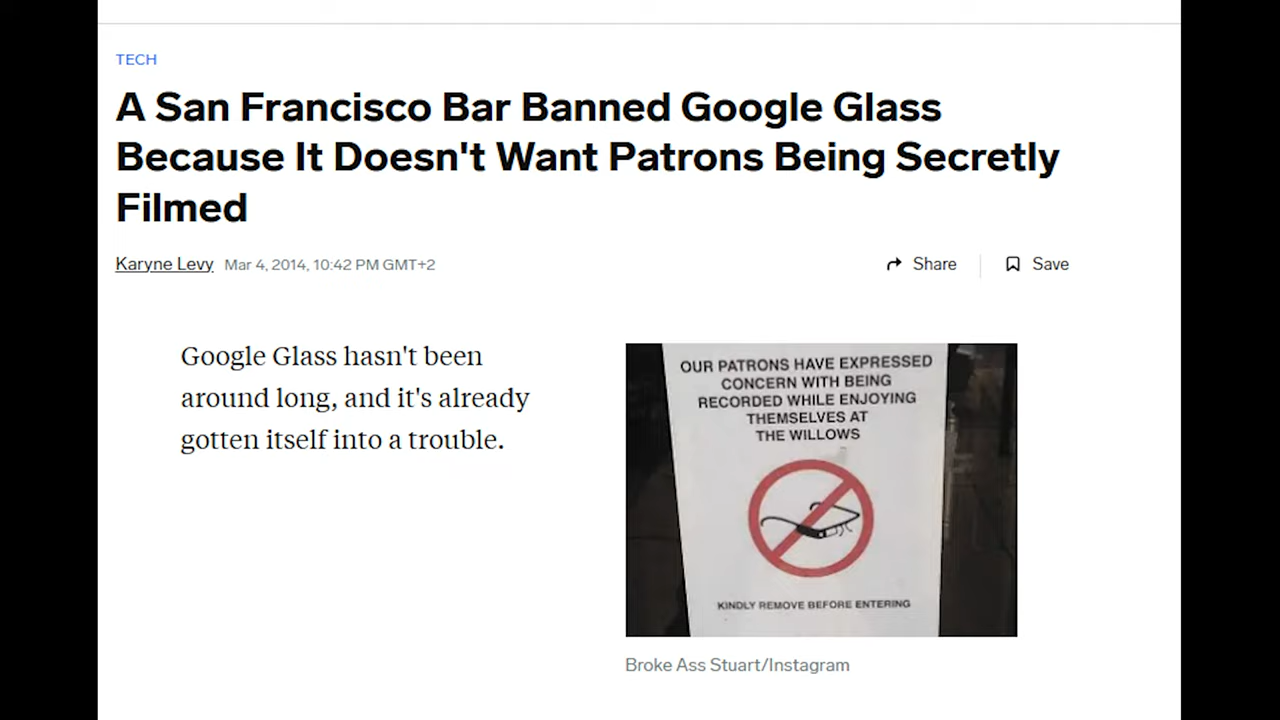 TECH
A San Francisco Bar Banned Google Glass
Because It Doesn't Want Patrons Being Secretly
Filmed
Karyne Levy Mar 4, 2014, 10:42 PM GMT+2
Share
Save
Google Glass hasn't been
around long, and it's already
gotten itself into a trouble.
OUR PATRONS HAVE EXPRESSED
CONCERN WITH BEING
RECORDED WHILE ENJOYING
THEMSELVES AT
THE WILLOWS
KINDLY REMOVE BEFORE ENTERING
Broke Ass Stuart/Instagram